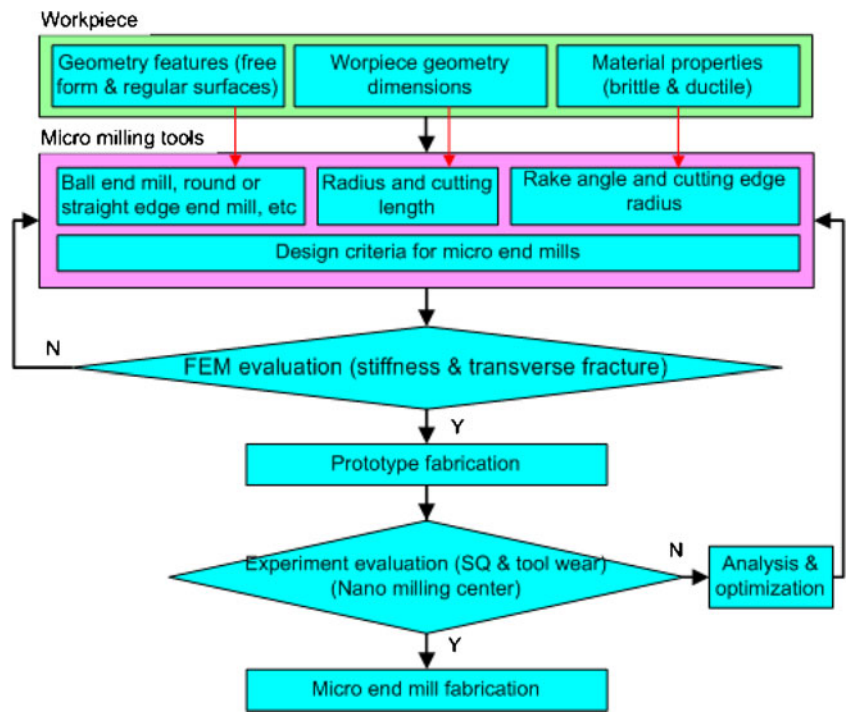 Workpiece
Geometry features (free
form & regular surfaces)
Worpiece geometry
dimensions
Material properties
(brittle & ductile)
Micro milling tools
Ball end mill, round or
straight edge end mill, etc
Radius and cutting
length
Rake angle and cutting edge
radius
Design criteria for micro end mills
N
FEM evaluation (stiffness & transverse fracture)
Y
Prototype fabrication
Experiment evaluation (SQ & tool wear)
(Nano milling center)
N
Analysis &
optimization
Y
Micro end mill fabrication